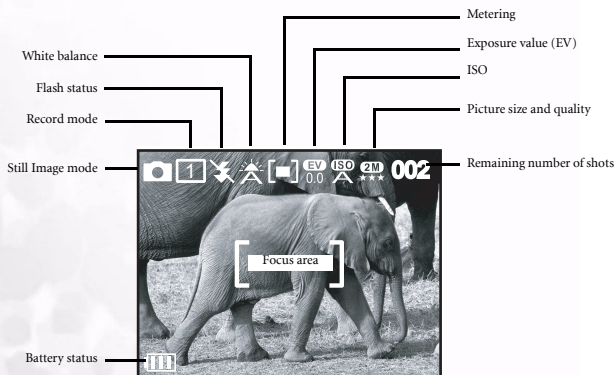 Metering
Exposure value (EV)
White balance
ISO
Flash status
Picture size and quality
Record mode
Still Image mode
1
EV
0.0
ISO
A
A
2M
★★★
002
Remaining number of shots
Focus area
Battery status